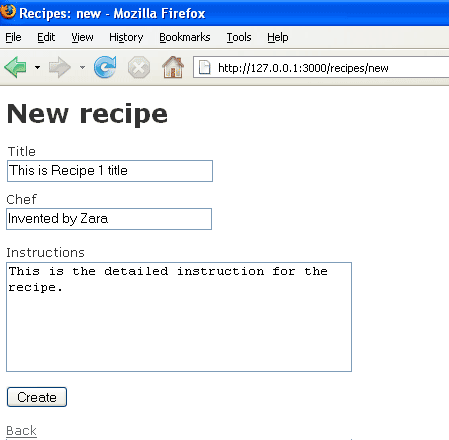 Recipes: new - Mozilla Firefox
File Edit View History Bookmarks Tools Help
http://127.0.0.1:3000/recipes/new
New recipe
Title
This is Recipe 1 title
Chef
Invented by Zara
Instructions
This is the detailed instruction for the
recipe.
Create
Back